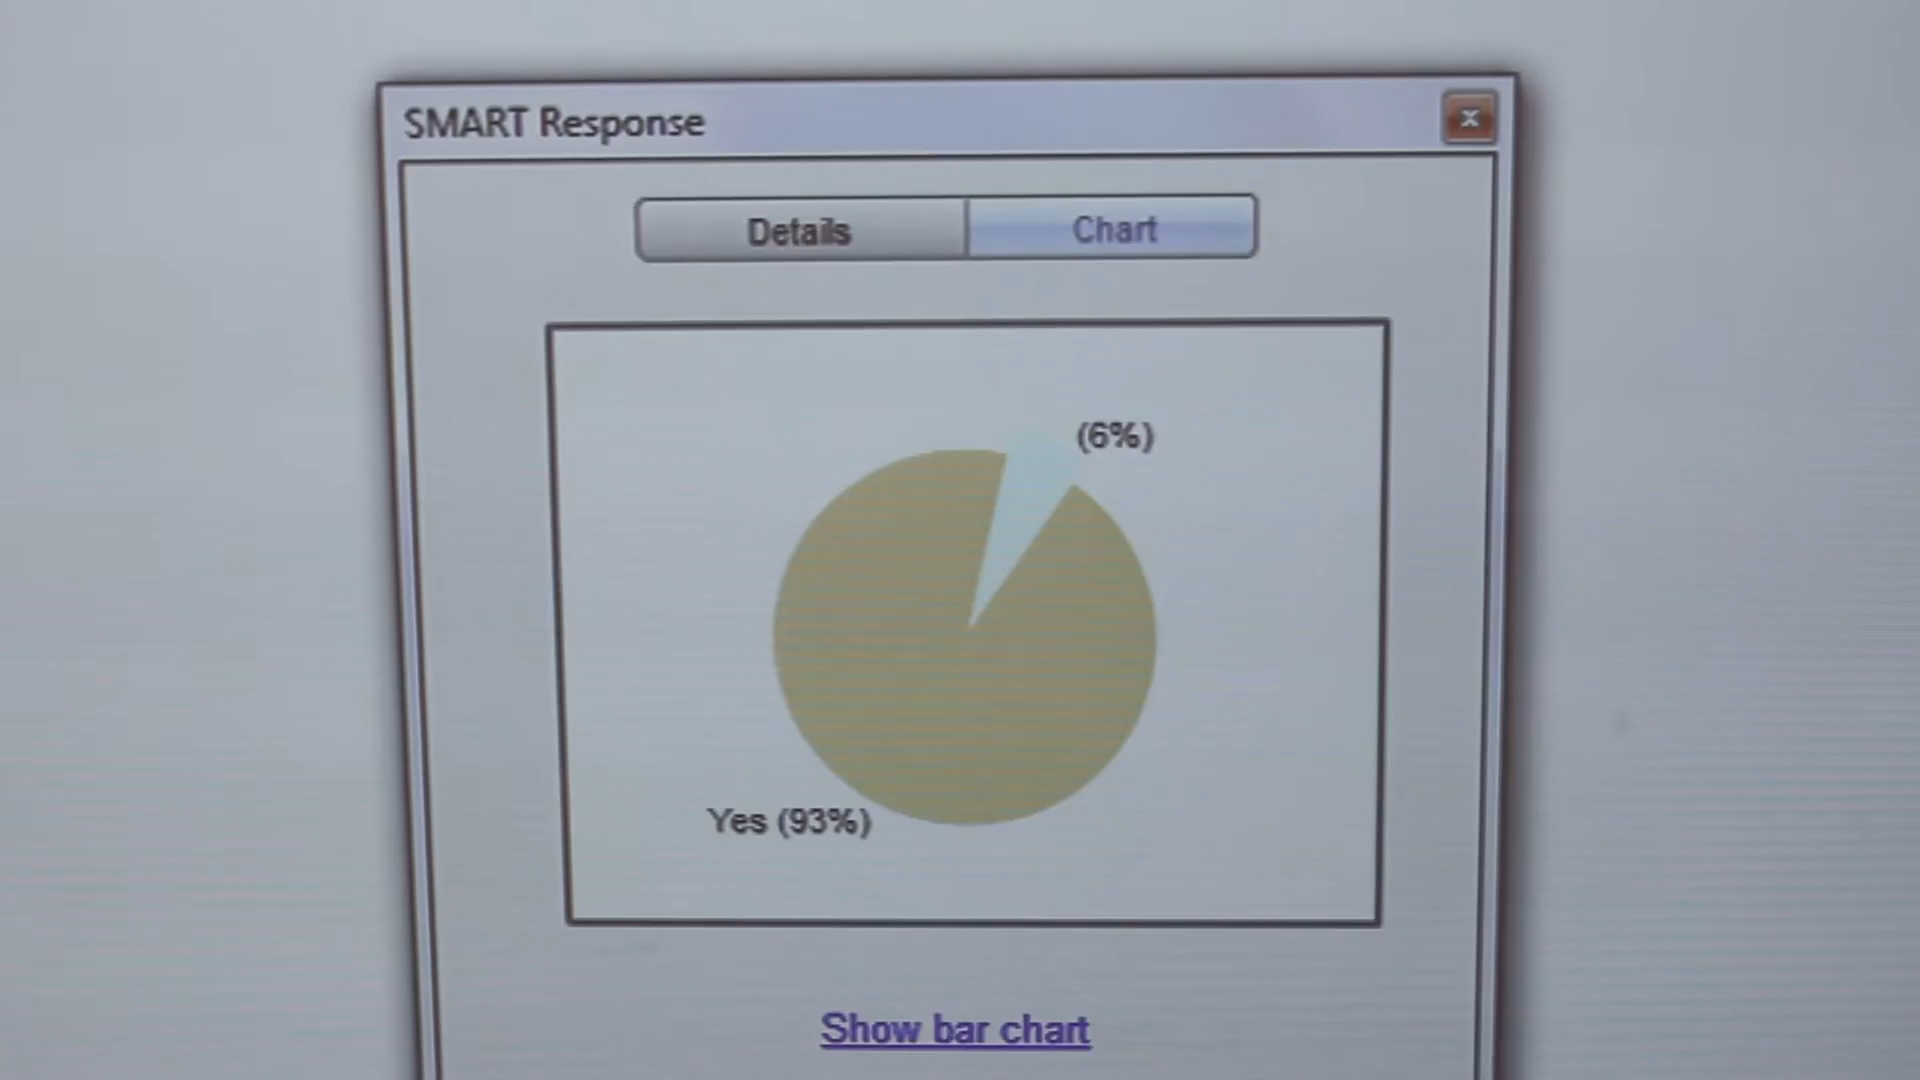 SMART Response
x
Details
Chart
(6%)
Yes (93%)
Show bar chart